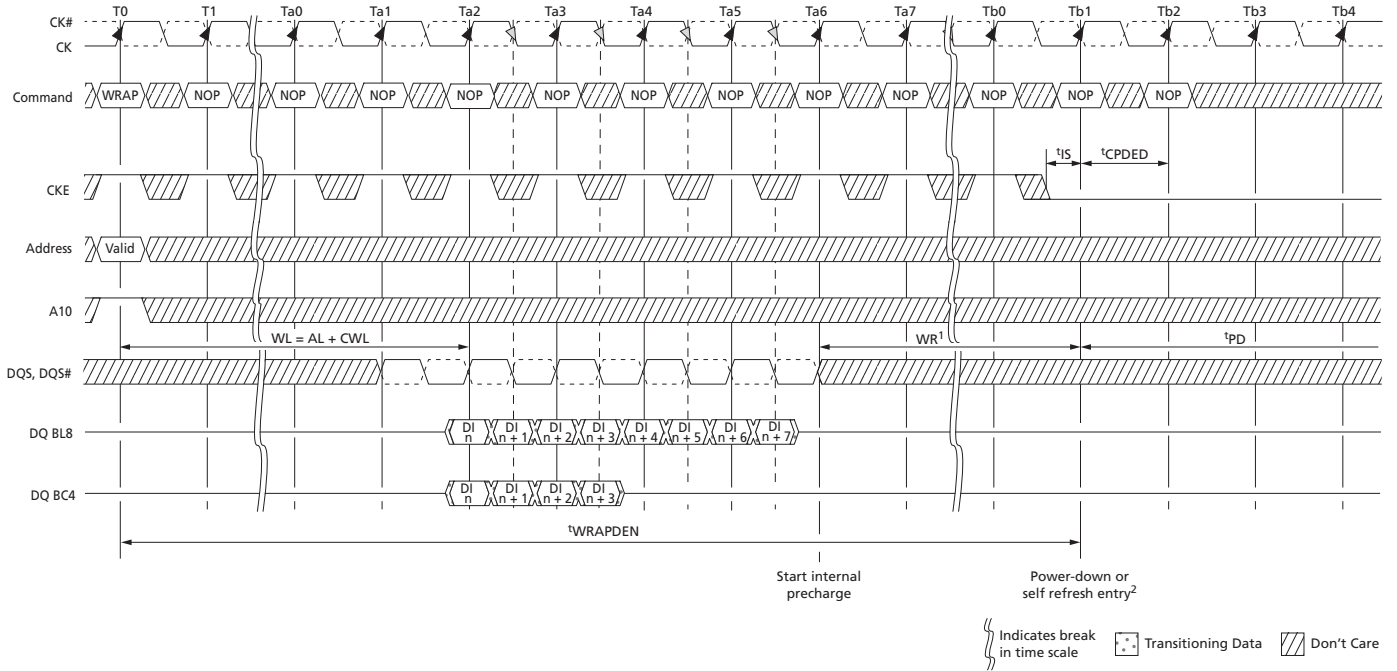 T0 T1 Ta0 Ta1 Ta2 Ta3 Ta4 Ta5 Ta6 Ta7 Tb0 Tb1 Tb2 Tb3 Tb4
CK#
CK
Command WRAP NOP NOP NOP NOP NOP NOP NOP NOP NOP NOP NOP NOP
tIS tCPDED
CKE
Address Valid
A10
WL = AL + CWL WR1 tPD
DQS, DQS#
DQ BL8 DI n DI n + 1 DI n + 2 DI n + 3 DI n + 4 DI n + 5 DI n + 6 DI n + 7
DQ BC4 DI n DI n + 1 DI n + 2 DI n + 3
tWRAPDEN
Start internal
precharge
Power-down or
self refresh entry2
Indicates break
in time scale
Transitioning Data
Don't Care